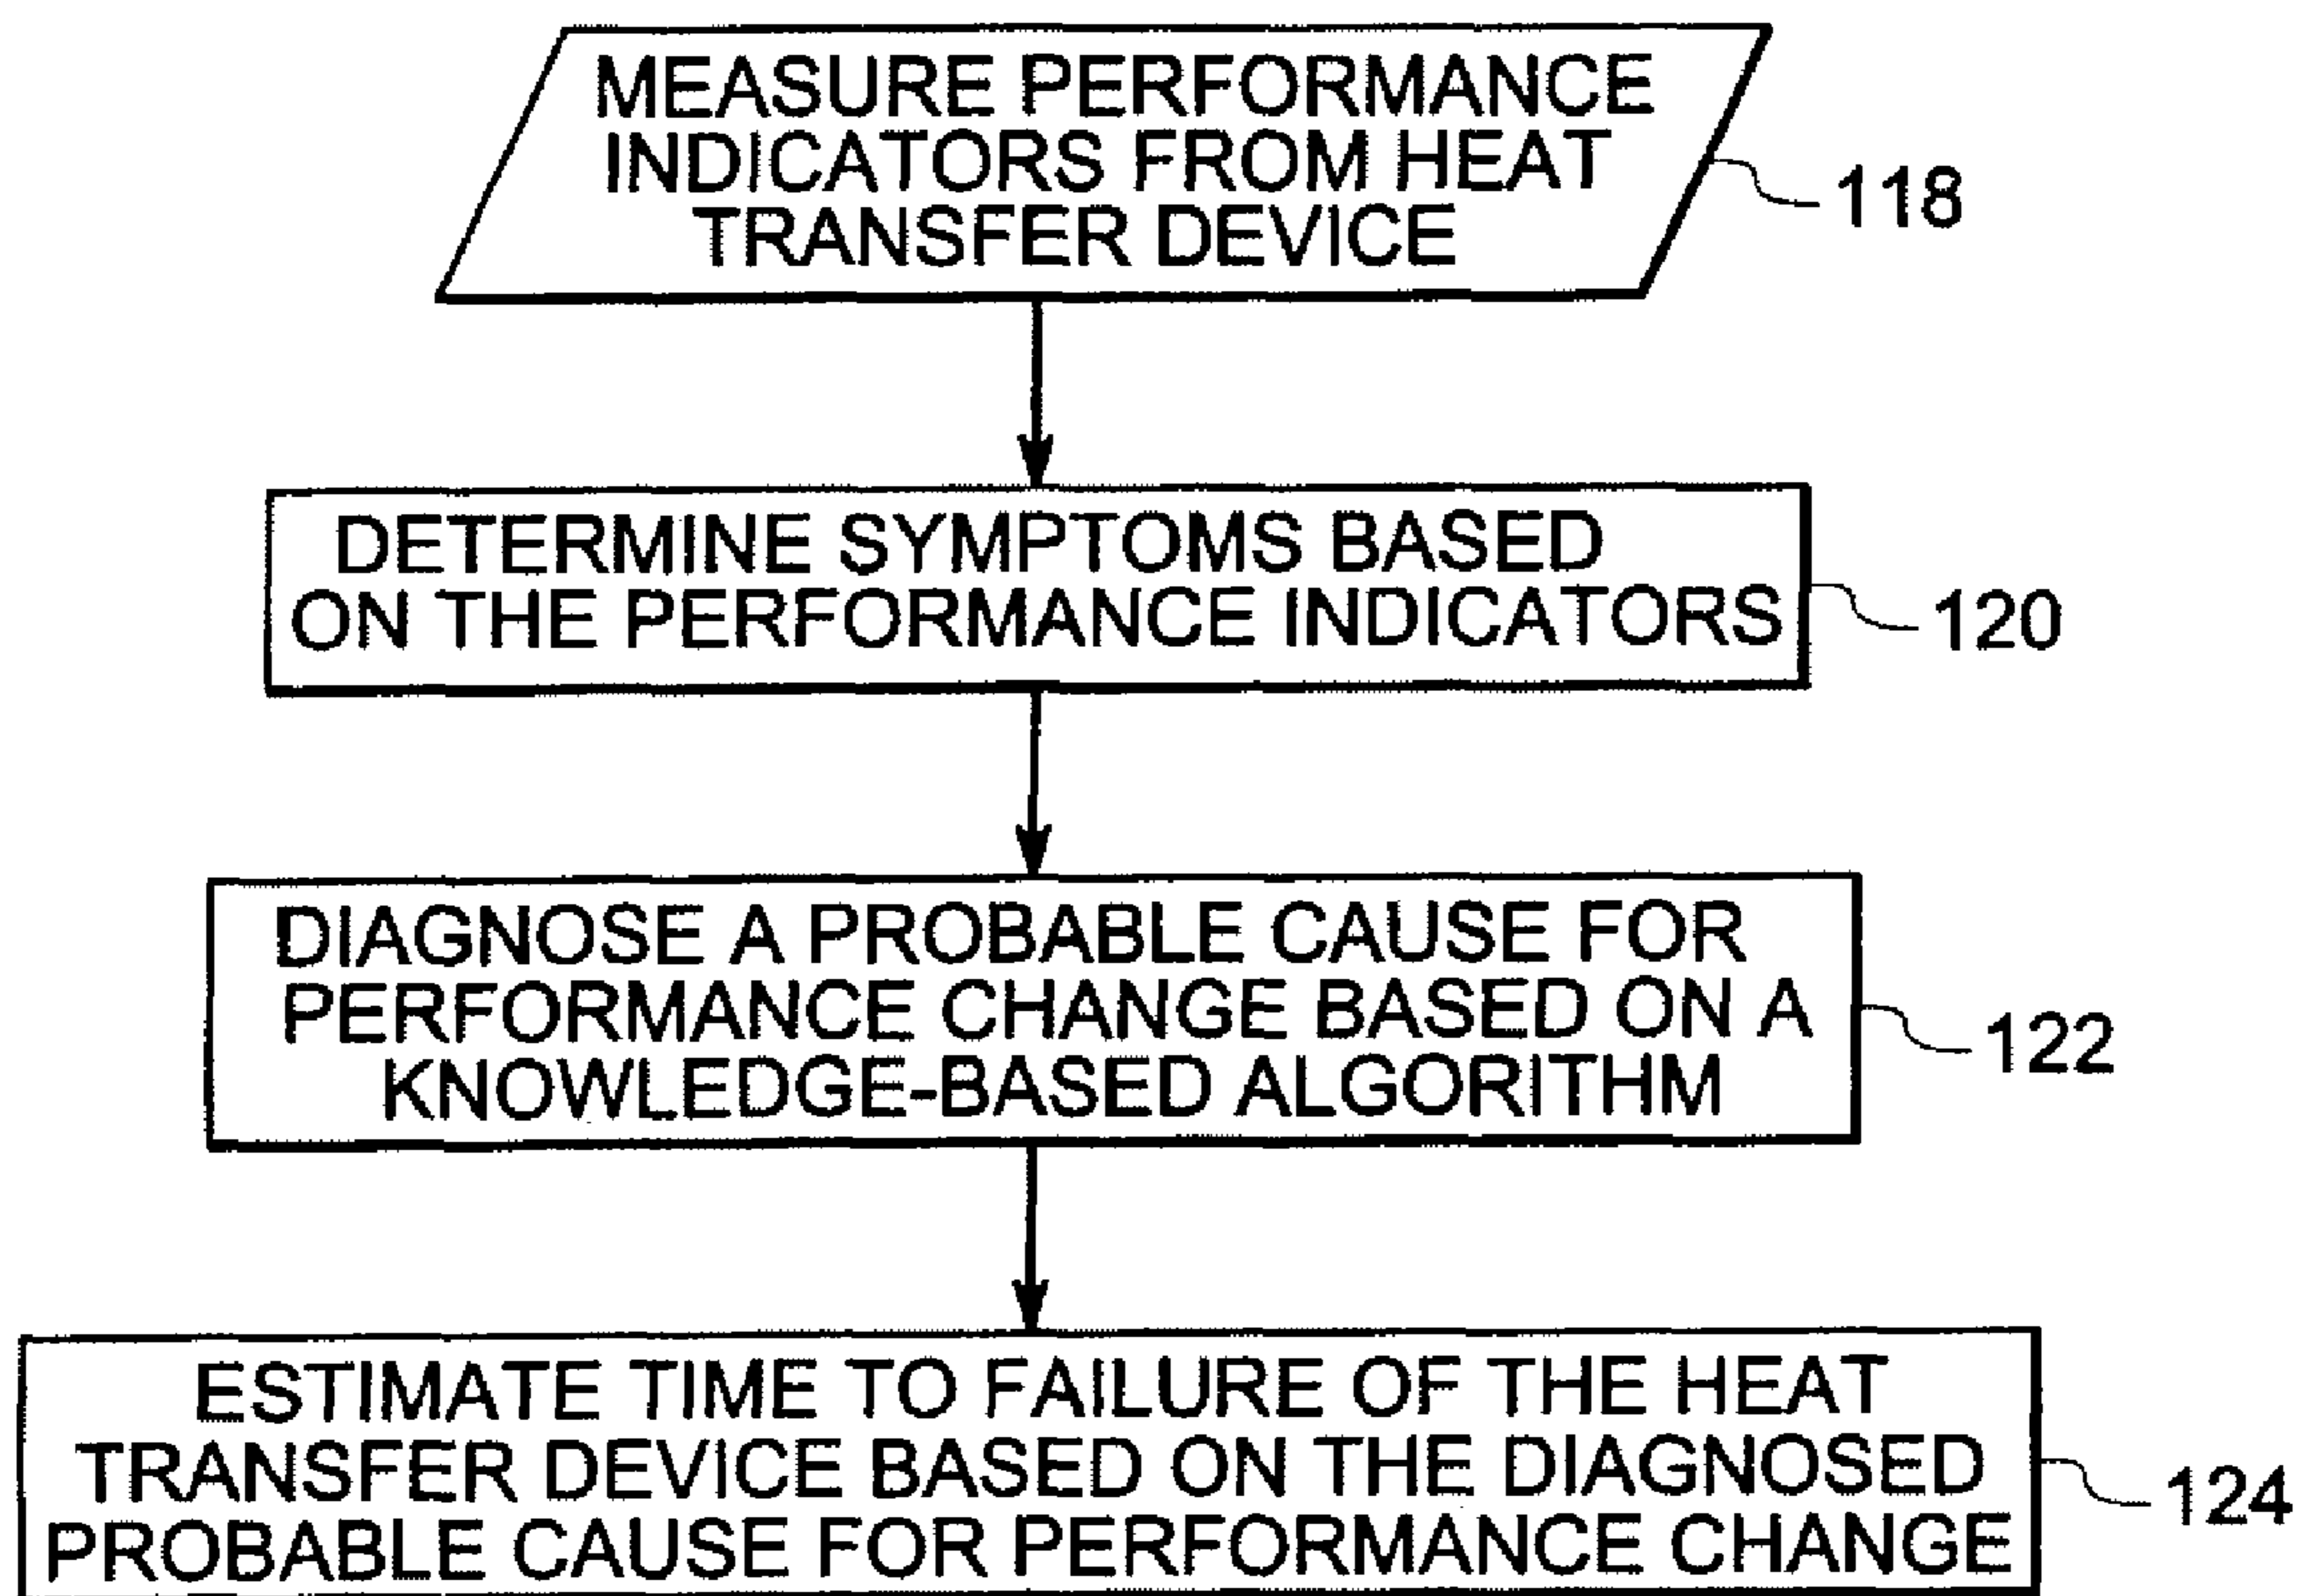 MEASURE PERFORMANCE
INDICATORS FROM HEAT
TRANSFER DEVICE
118
DETERMINE SYMPTOMS BASED
ON THE PERFORMANCE INDICATORS
120
DIAGNOSE A PROBABLE CAUSE FOR
PERFORMANCE CHANGE BASED ON A
KNOWLEDGE-BASED ALGORITHM
122
ESTIMATE TIME TO FAILURE OF THE HEAT
TRANSFER DEVICE BASED ON THE DIAGNOSED
PROBABLE CAUSE FOR PERFORMANCE CHANGE
124